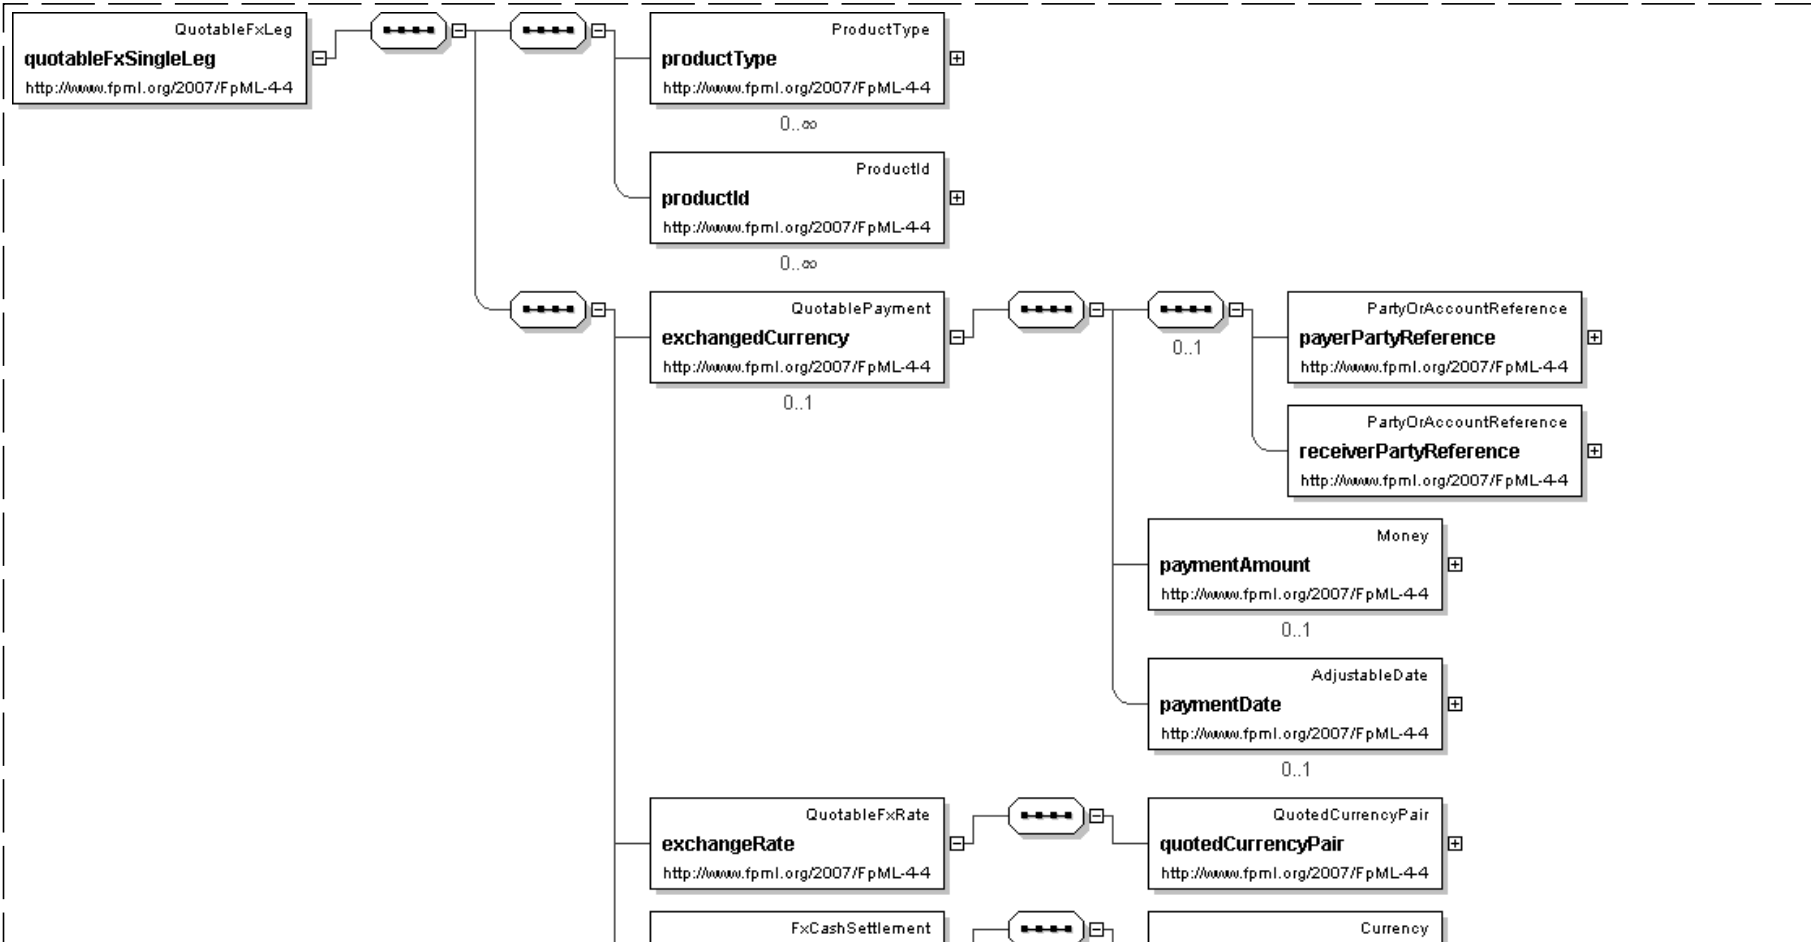 QuotableFxLeg
quotableFxSingleLeg
http://www.fpml.org/2007/FpML-4-4
ProductType
productType
http://www.fpml.org/2007/FpML-4-4
0..∞
ProductId
productId
http://www.fpml.org/2007/FpML-4-4
0..∞
QuotablePayment
exchangedCurrency
http://www.fpml.org/2007/FpML-4-4
0..1
0..1
PartyOrAccountReference
payerPartyReference
http://www.fpml.org/2007/FpML-4-4
PartyOrAccountReference
receiverPartyReference
http://www.fpml.org/2007/FpML-4-4
Money
paymentAmount
http://www.fpml.org/2007/FpML-4-4
0..1
AdjustableDate
paymentDate
http://www.fpml.org/2007/FpML-4-4
0..1
QuotableFxRate
exchangeRate
http://www.fpml.org/2007/FpML-4-4
QuotedCurrencyPair
quotedCurrencyPair
http://www.fpml.org/2007/FpML-4-4
FxCashSettlement
Currency